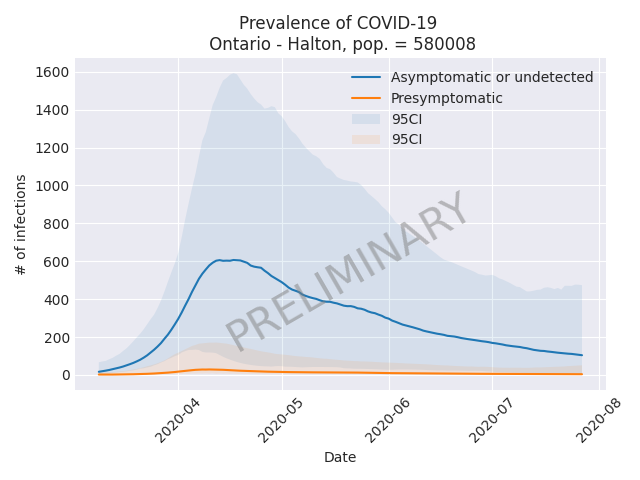 Prevalence of COVID-19
Ontario - Halton, pop. = 580008
Asymptomatic or undetected
Presymptomatic
95CI
95CI
PRELIMINARY
# of infections
1600
1400
1200
1000
800
600
400
200
0
2020-04
2020-05
2020-06
2020-07
2020-08
Date